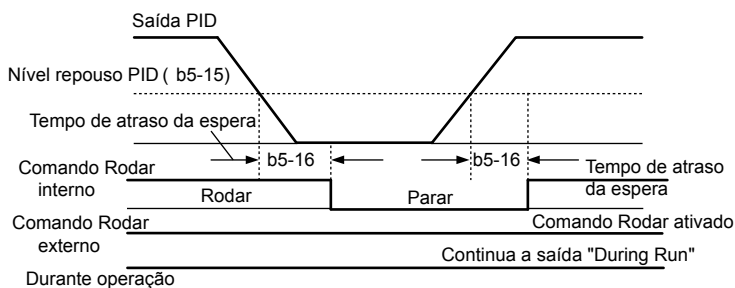 Saída PID
Nível repouso PID ( b5-15)
Tempo de atraso da espera
b5-16
b5-16
Tempo de atraso da espera
Comando Rodar interno
Rodar
Parar
Comando Rodar externo
Comando Rodar ativado
Continua a saída "During Run"
Durante operação